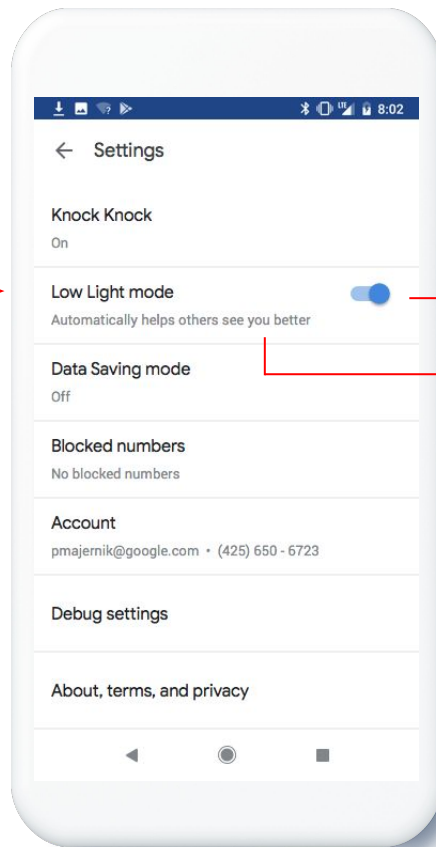 LTE 8:02
Settings
Knock Knock
On
Low Light mode
Automatically helps others see you better
Data Saving mode
Off
Blocked numbers
No blocked numbers
Account
pmajernik@google.com • (425) 650 - 6723
Debug settings
About, terms, and privacy